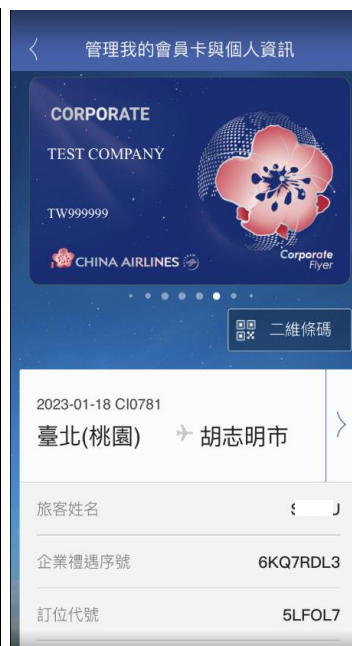 管理我的會員卡與個人資訊
CORPORATE
TEST COMPANY
TW999999
CHINA AIRLINES
Corporate
Flyer
二維條碼
2023-01-18 CI0781
臺北(桃園) 胡志明市
旅客姓名
企業禮遇序號 6KQ7RDL3
訂位代號 5LFOL7